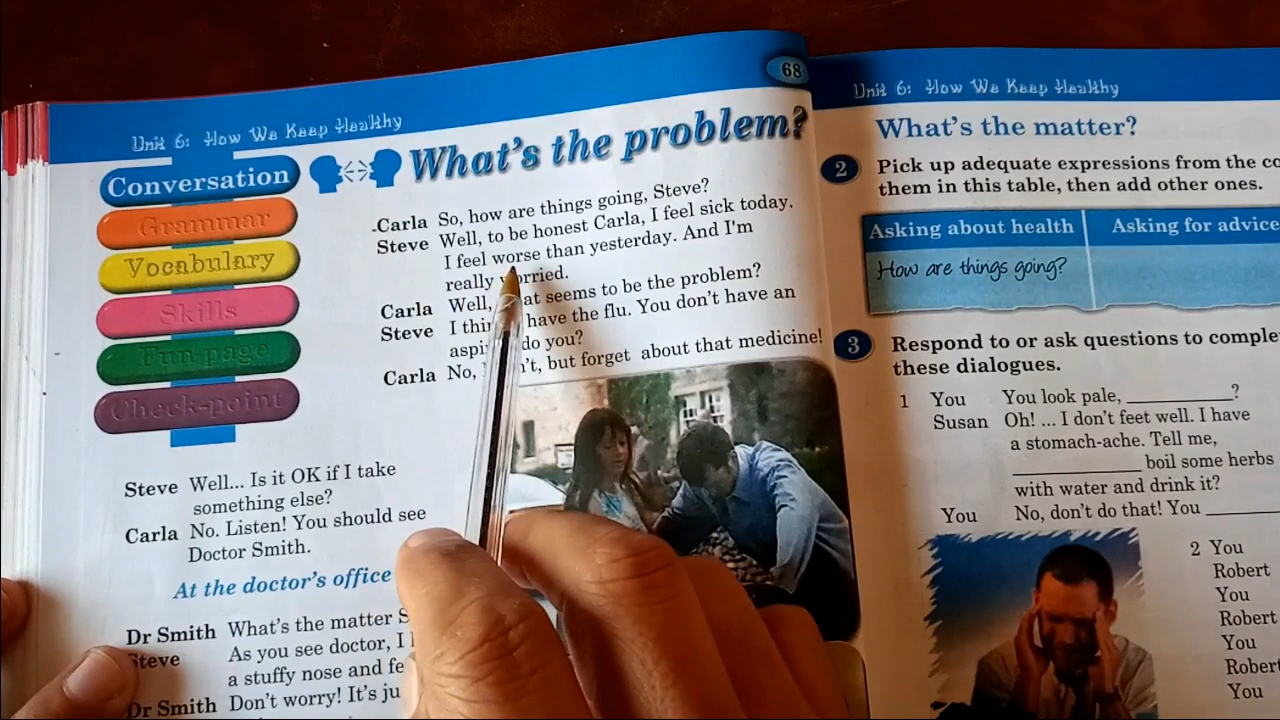 68
Unit 6: How We Keep Healthy
Conversation
Grammar
Vocabulary
Skills
Fun page
Check-point
What's the problem?
-Carla So, how are things going, Steve?
Steve Well, to be honest Carla, I feel sick today.
I feel worse than yesterday. And I'm
really worried.
Carla Well, seems to be the problem?
Steve I have the flu. You don't have an
do you?
Carla No, but forget about that medicine!
Steve Well... Is it OK if I take
something else?
Carla No. Listen! You should see
Doctor Smith.
At the doctor's office
Dr Smith What's the matter
Steve As you see doctor, I
a stuffy nose and
Dr Smith Don't worry! It's
Unit 6: How We Keep Healthy
What's the matter?
2 Pick up adequate expressions from the
them in this table, then add other ones.
Asking about health Asking for advice
How are things going?
3 Respond to or ask questions to
these dialogues.
1 You You look pale, ___________?
Susan Oh! ... I don't feet well. I have
a stomach-ache. Tell me,
_____________ boil some herbs
with water and drink it?
You No, don't do that! You ________
2 You
Robert
You
Robert
You
Robert
You